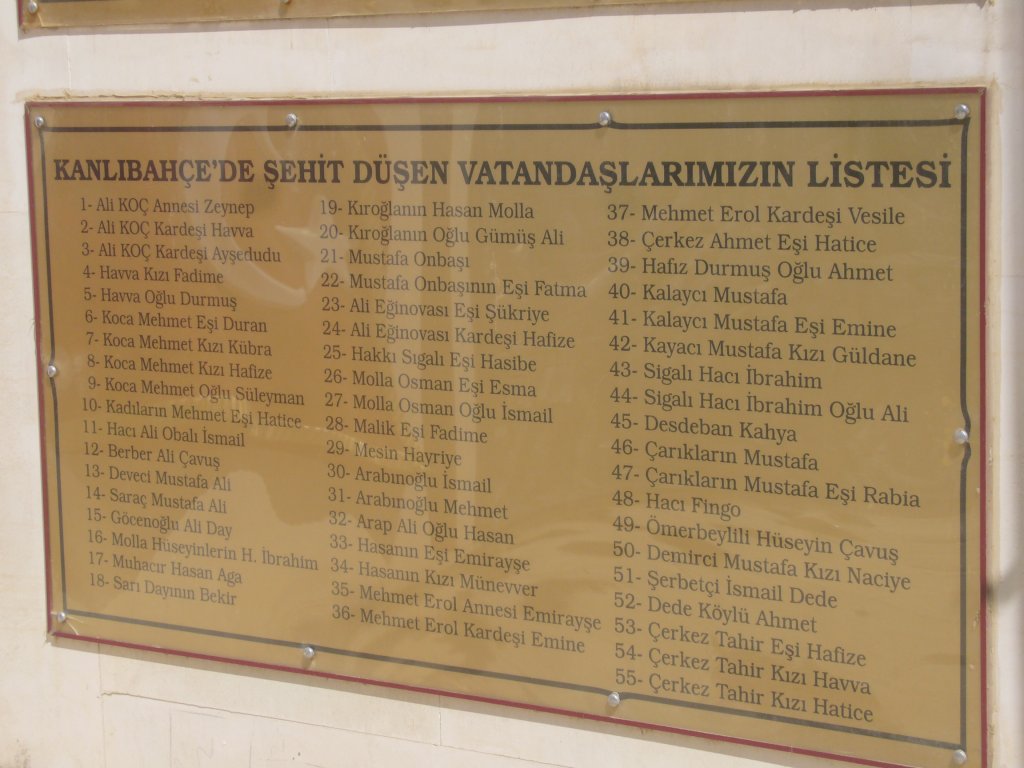 KANLIBAHÇE'DE ŞEHİT DÜŞEN VATANDAŞLARIMIZIN LİSTESİ
1- Ali KOÇ Annesi Zeynep
2- Ali KOÇ Kardeşi Havva
3- Ali KOÇ Kardeşi Ayşedudu
4- Havva Kızı Fadime
5- Havva Oğlu Durmuş
6- Koca Mehmet Eşi Duran
7- Koca Mehmet Kızı Kübra
8- Koca Mehmet Kızı Hafize
9- Koca Mehmet Oğlu Süleyman
10- Kadıların Mehmet Eşi Hatice
11- Hacı Ali Obalı İsmail
12- Berber Ali Çavuş
13- Deveci Mustafa Ali
14- Saraç Mustafa Ali
15- Göcenoğlu Ali Day
16- Molla Hüseyinlerin H. İbrahim
17- Muhacır Hasan Aga
18- Sarı Dayının Bekir
19- Kıroğlanın Hasan Molla
20- Kıroğlanın Oğlu Gümüş Ali
21- Mustafa Onbaşı
22- Mustafa Onbaşının Eşi Fatma
23- Ali Eğinovası Eşi Şükriye
24- Ali Eğinovası Kardeşi Hafize
25- Hakkı Sıgalı Eşi Hasibe
26- Molla Osman Eşi Esma
27- Molla Osman Oğlu İsmail
28- Malik Eşi Fadime
29- Mesin Hayriye
30- Arabınoğlu İsmail
31- Arabınoğlu Mehmet
32- Arap Ali Oğlu Hasan
33- Hasanın Eşi Emirayşe
34- Hasanın Kızı Münevver
35- Mehmet Erol Annesi Emirayşe
36- Mehmet Erol Kardeşi Emine
37- Mehmet Erol Kardeşi Vesile
38- Çerkez Ahmet Eşi Hatice
39- Hafız Durmuş Oğlu Ahmet
40- Kalaycı Mustafa
41- Kalaycı Mustafa Eşi Emine
42- Kayacı Mustafa Kızı Güldane
43- Sigalı Hacı İbrahim
44- Sigalı Hacı İbrahim Oğlu Ali
45- Desdeban Kahya
46- Çarıkların Mustafa
47- Çarıkların Mustafa Eşi Rabia
48- Hacı Fingo
49- Ömerbeylili Hüseyin Çavuş
50- Demirci Mustafa Kızı Naciye
51- Şerbetçi İsmail Dede
52- Dede Köylü Ahmet
53- Çerkez Tahir Eşi Hafize
54- Çerkez Tahir Kızı Havva
55- Çerkez Tahir Kızı Hatice